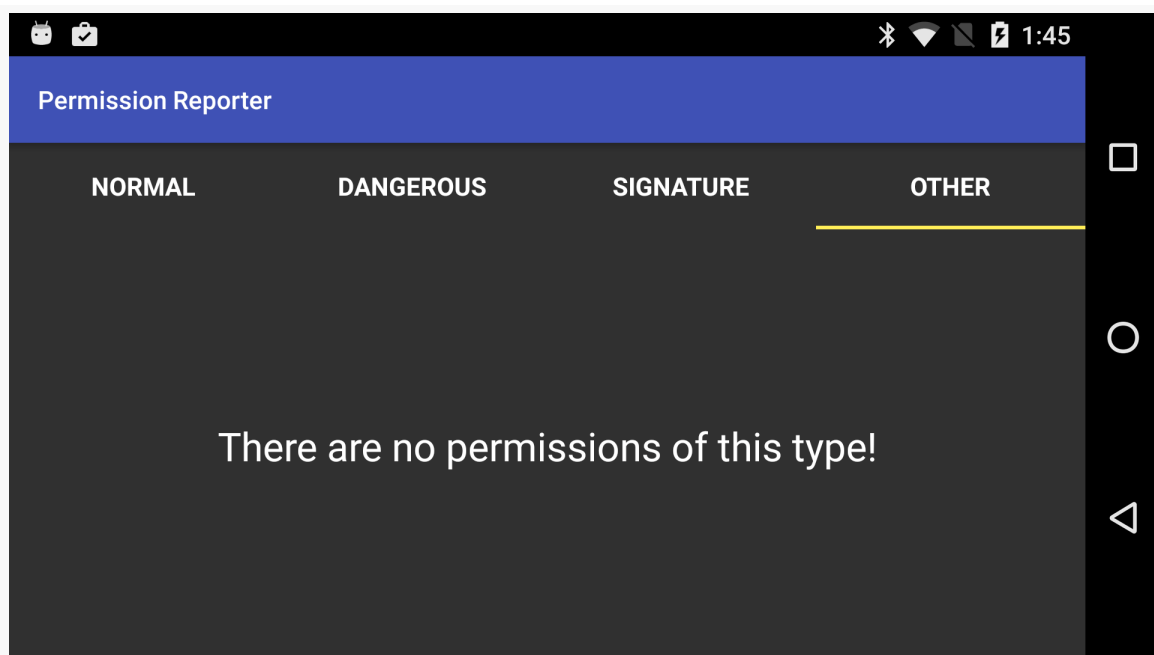 1:45
Permission Reporter
NORMAL DANGEROUS SIGNATURE OTHER
There are no permissions of this type!